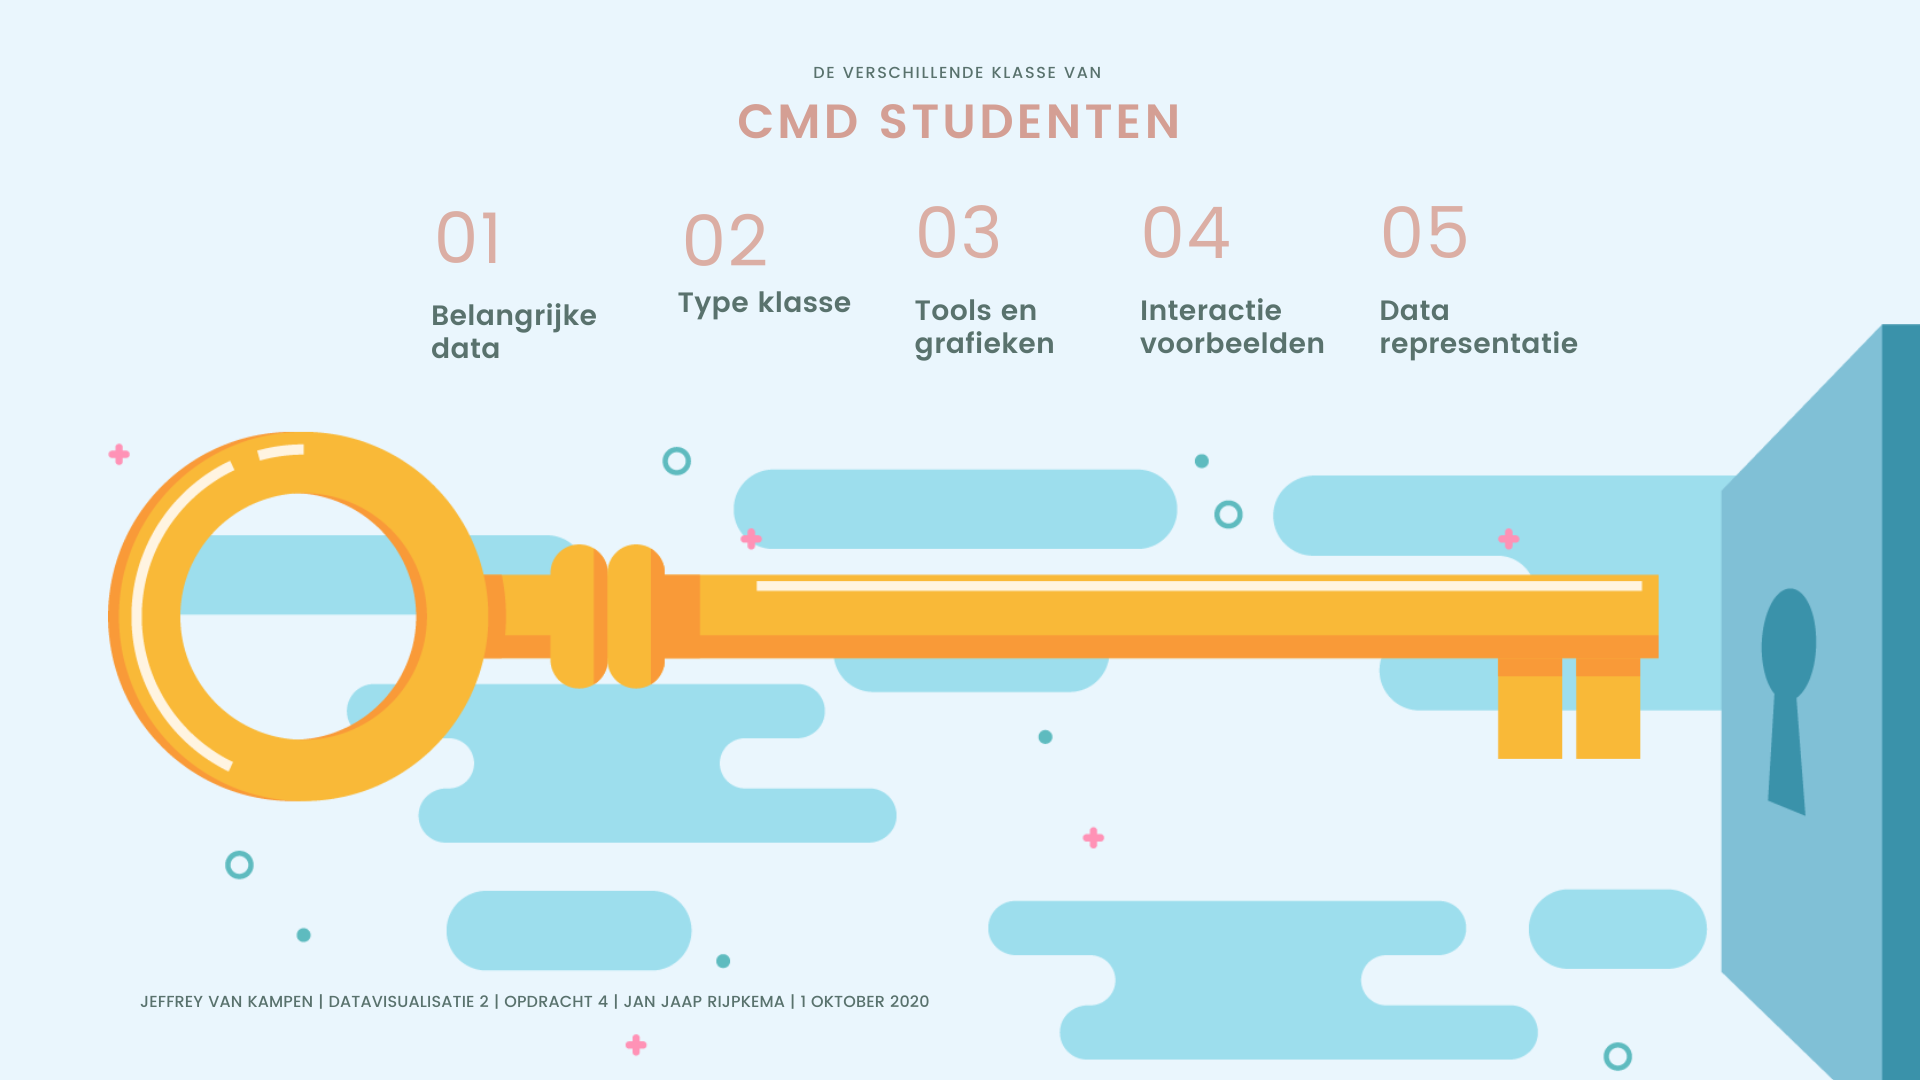 DE VERSCHILLENDE KLASSE VAN
CMD STUDENTEN
01
Belangrijke
data
02
Type klasse
03
Tools en
grafieken
04
Interactie
voorbeelden
05
Data
representatie
JEFFREY VAN KAMPEN | DATAVISUALISATIE 2 | OPDRACHT 4 | JAN JAAP RIJPKEMA | 1 OKTOBER 2020